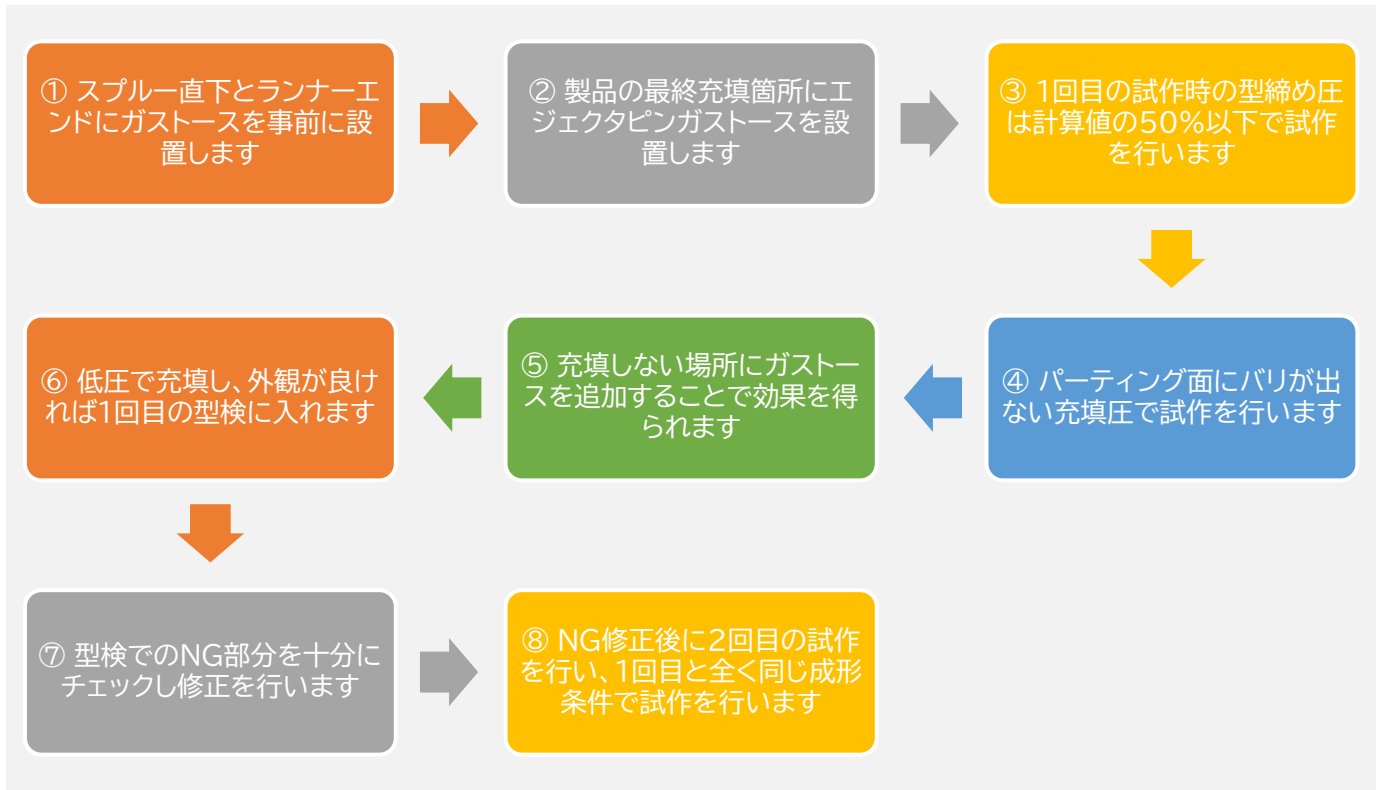 ① スプルー直下とランナーエ
ンドにガストースを事前に設
置します
② 製品の最終充填箇所にエ
ジェクタピンガストースを設
置します
③ 1回目の試作時の型締め圧
は計算値の50%以下で試作
を行います
④ パーティング面にバリが出
ない充填圧で試作を行います
⑤ 充填しない場所にガストー
スを追加することで効果を得
られます
⑥ 低圧で充填し、外観が良け
れば1回目の型検に入れます
⑦ 型検でのNG部分を十分に
チェックし修正を行います
⑧ NG修正後に2回目の試作
を行い、1回目と全く同じ成形
条件で試作を行います